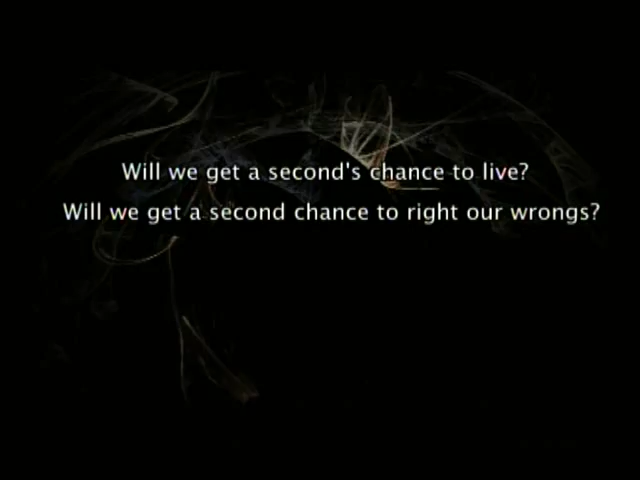 Will we get a second's chance to live?
Will we get a second chance to right our wrongs?